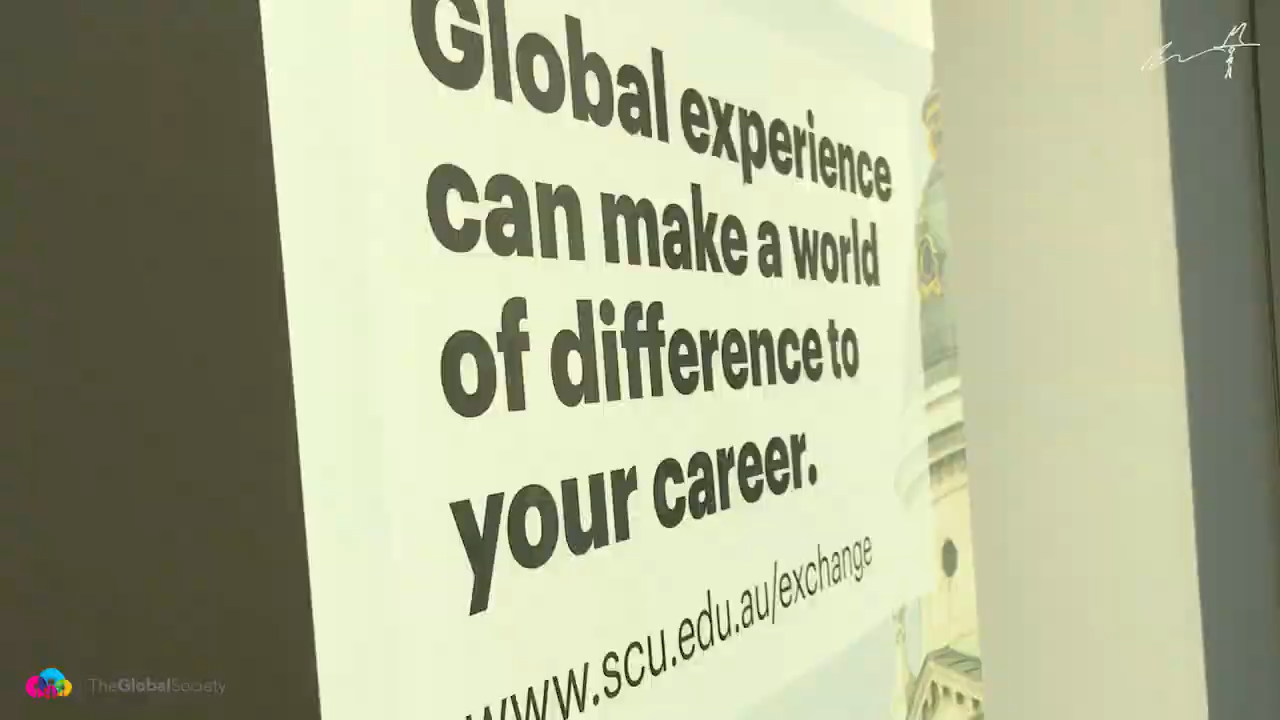 Global experience
can make a world
of difference to
your career.
www.scu.edu.au/exchange
TheGlobalSociety